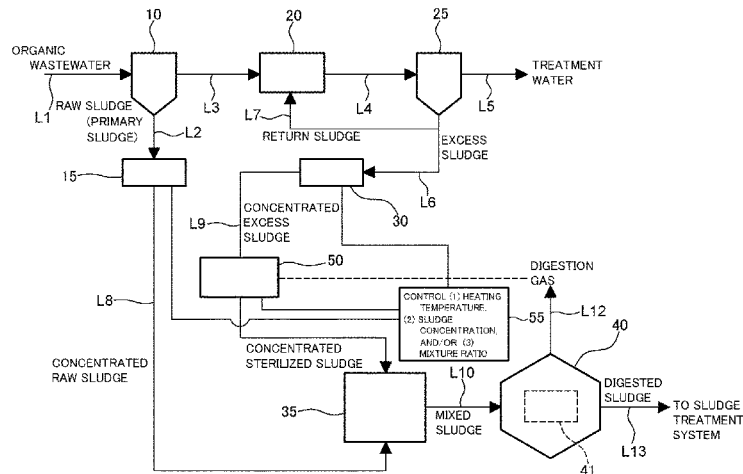 10
20
25
ORGANIC
WASTEWATER
TREATMENT
WATER
L1
L3
L4
L5
RAW SLUDGE
(PRIMARY
SLUDGE)
L2
L7
RETURN SLUDGE
EXCESS
SLUDGE
15
L6
30
L9
CONCENTRATED
EXCESS
SLUDGE
50
DIGESTION
GAS
L8
CONTROL (1) HEATING
TEMPERATURE,
(2) SLUDGE
CONCENTRATION,
AND/OR (3)
MIXTURE RATIO
55
L12
40
CONCENTRATED
RAW SLUDGE
CONCENTRATED
STERILIZED SLUDGE
L10
35
MIXED
SLUDGE
DIGESTED
SLUDGE
L13
TO SLUDGE
TREATMENT
SYSTEM
41